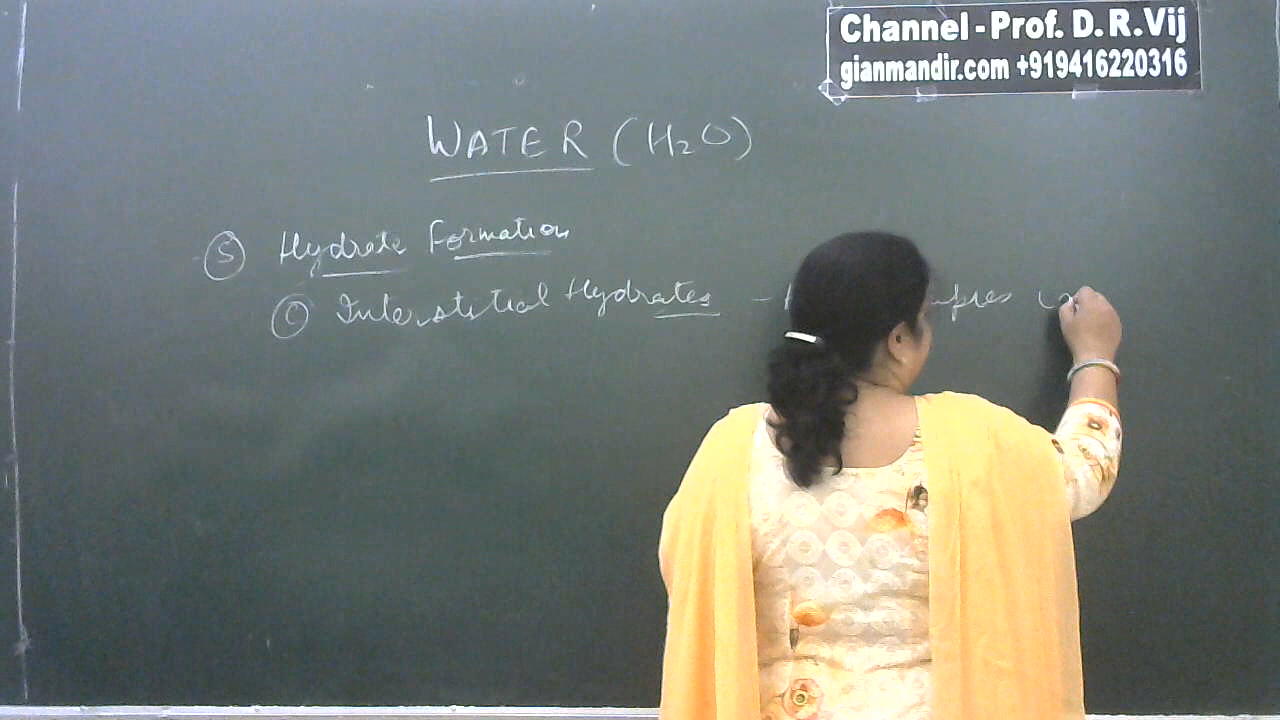 Channel - Prof. D. R. Vij
gianmandir.com +919416220316
WATER (H₂O)
⑤ Hydrate Formation
ⓒ Interstitial Hydrates -